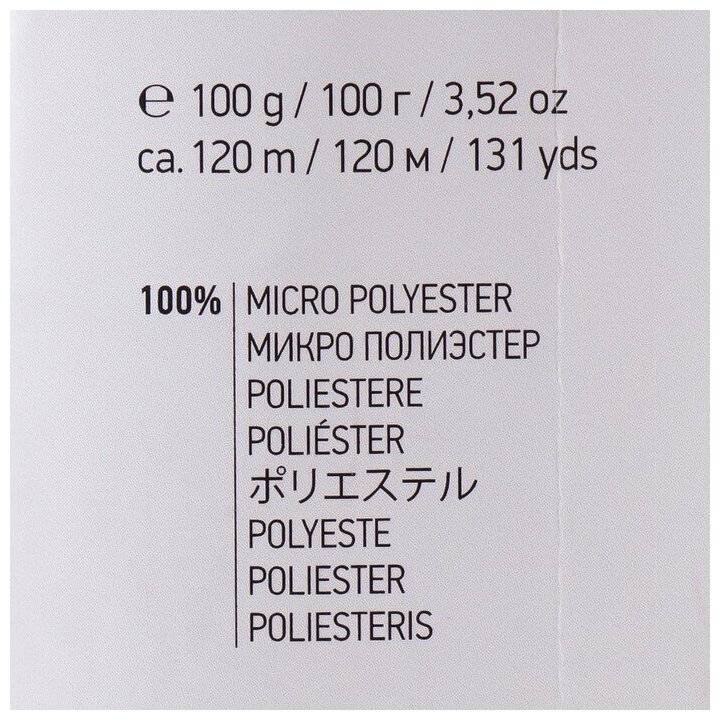 ℮ 100 g / 100 г / 3,52 oz
ca. 120 m / 120 м / 131 yds
100% MICRO POLYESTER
МИКРО ПОЛИЭСТЕР
POLIESTERE
POLIÉSTER
ポリエステル
POLYESTE
POLIESTER
POLIESTERIS